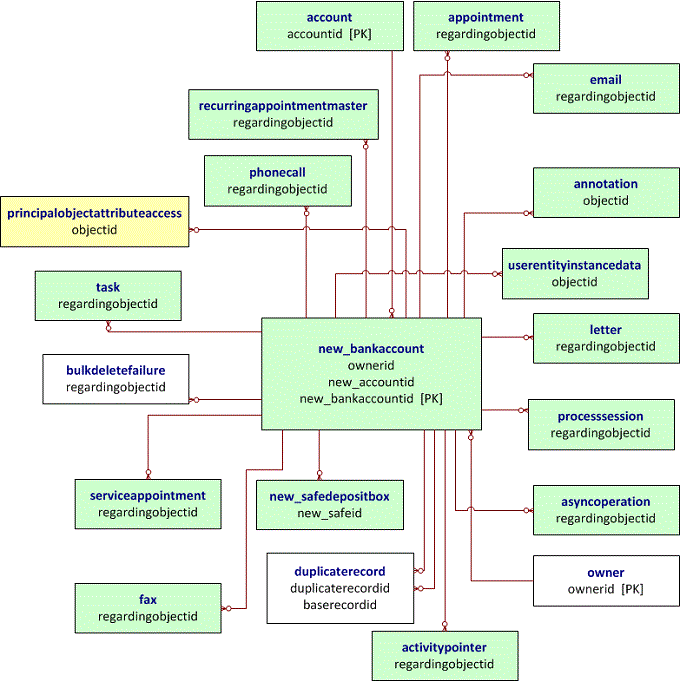 account
accountid [PK]
appointment
regardingobjectid
email
regardingobjectid
recurringappointmentmaster
regardingobjectid
phonecall
regardingobjectid
annotation
objectid
principalobjectattributeaccess
objectid
userentityinstancedata
objectid
task
regardingobjectid
new_bankaccount
ownerid
new_accountid
new_bankaccountid [PK]
letter
regardingobjectid
bulkdeletefailure
regardingobjectid
processsession
regardingobjectid
serviceappointment
regardingobjectid
new_safedepositbox
new_safeid
asyncoperation
regardingobjectid
duplicaterecord
duplicaterecordid
baserecordid
owner
ownerid [PK]
fax
regardingobjectid
activitypointer
regardingobjectid